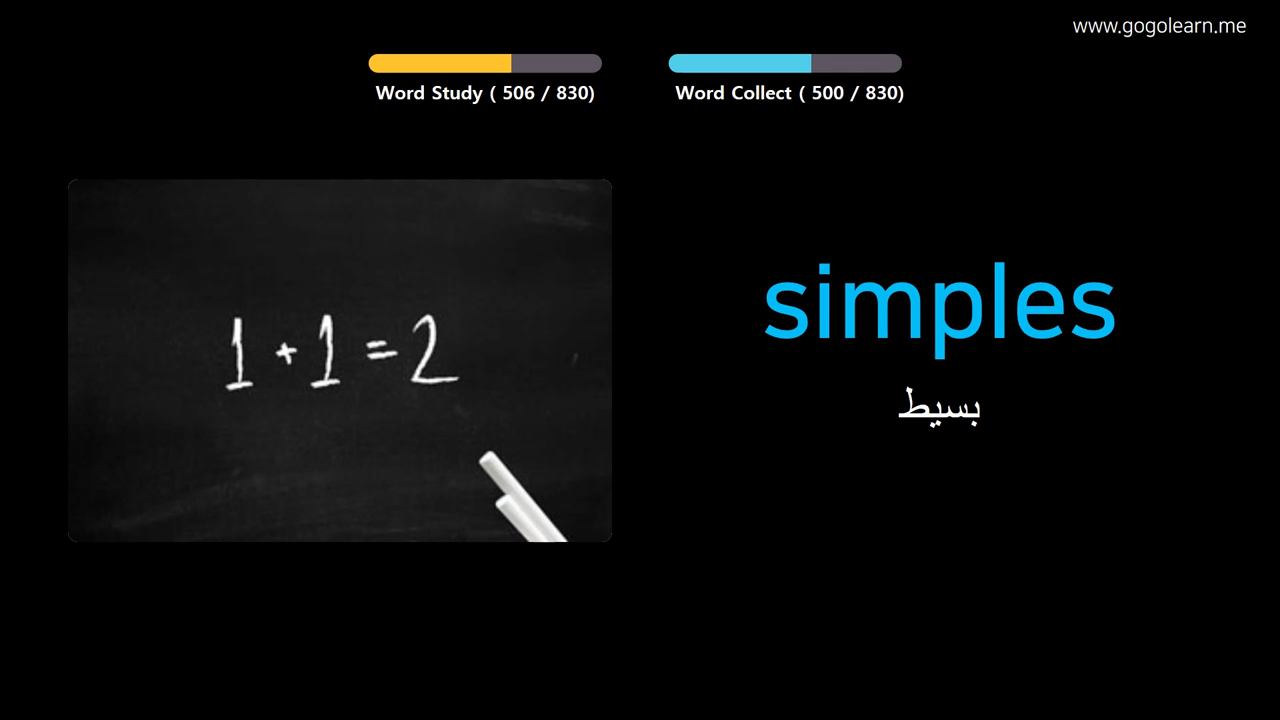 www.gogolearn.me
Word Study ( 506 / 830)
Word Collect ( 500 / 830)
1 + 1 = 2
simples
بسيط